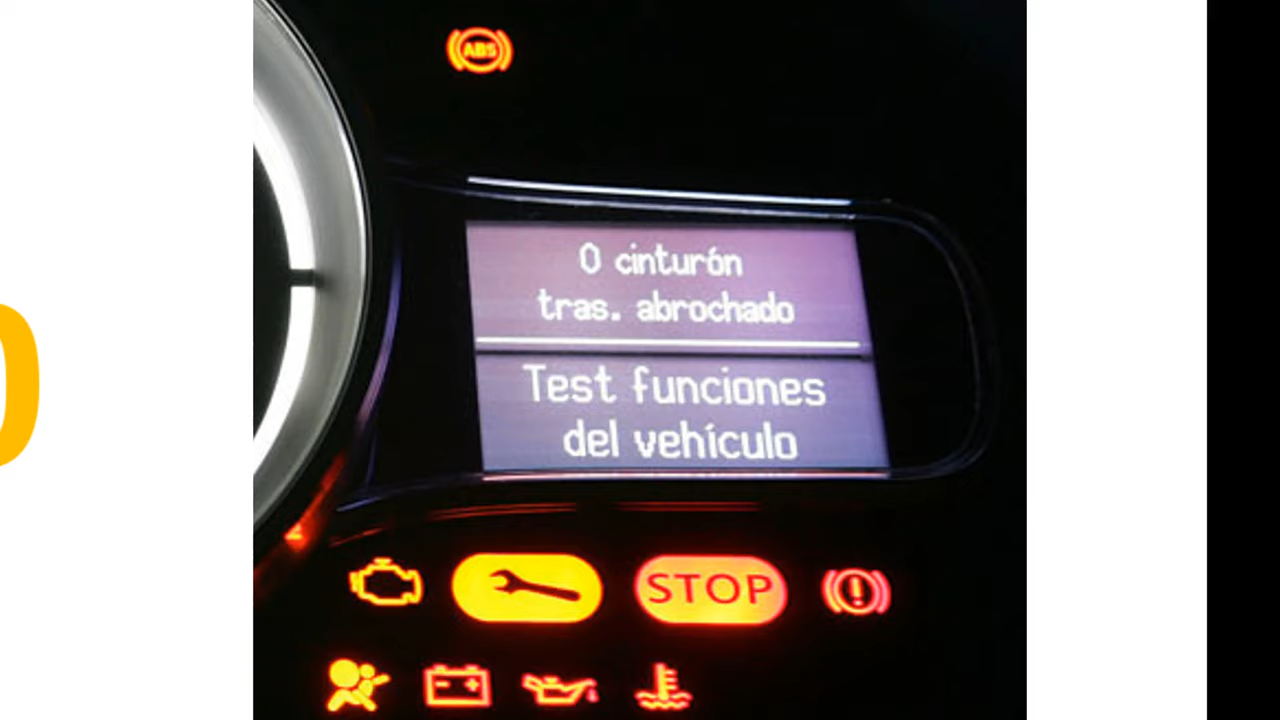 ABS
0 cinturón
tras. abrochado
Test funciones
del vehículo
STOP